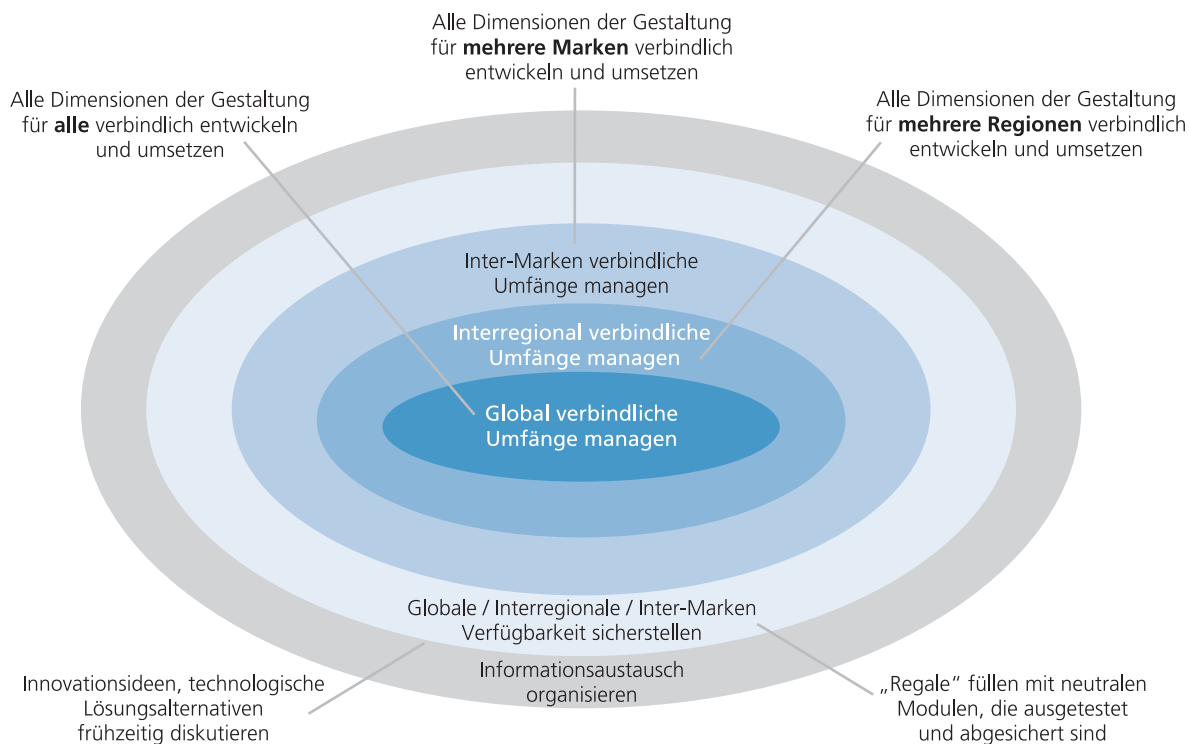 Alle Dimensionen der Gestaltung
für mehrere Marken verbindlich
entwickeln und umsetzen
Alle Dimensionen der Gestaltung
für alle verbindlich entwickeln
und umsetzen
Alle Dimensionen der Gestaltung
für mehrere Regionen verbindlich
entwickeln und umsetzen
Inter-Marken verbindliche
Umfänge managen
Interregional verbindliche
Umfänge managen
Global verbindliche
Umfänge managen
Globale / Interregionale / Inter-Marken
Verfügbarkeit sicherstellen
Informationsaustausch
organisieren
Innovationsideen, technologische
Lösungsalternativen
frühzeitig diskutieren
„Regale“ füllen mit neutralen
Modulen, die ausgetestet
und abgesichert sind